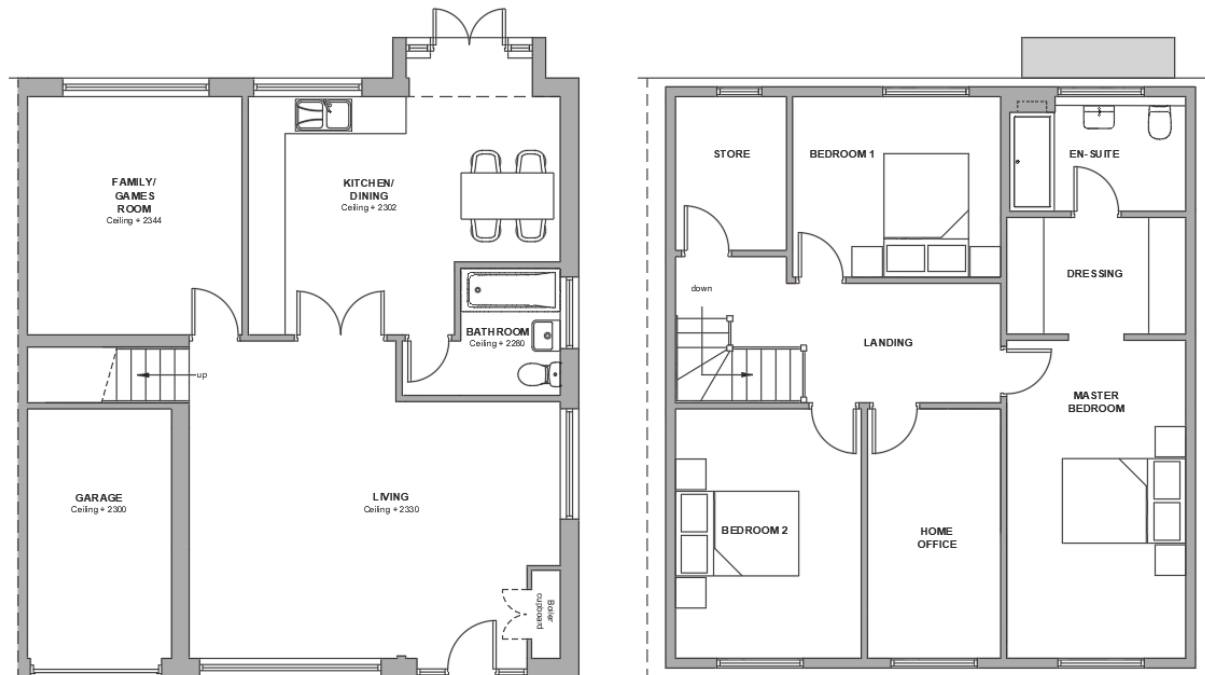 FAMILY/
GAMES
ROOM
Ceiling + 2344
KITCHEN/
DINING
Ceiling + 2302
BATHROOM
Ceiling + 2280
up
GARAGE
Ceiling + 2300
LIVING
Ceiling + 2330
Boiler
cupboard
STORE
BEDROOM 1
EN-SUITE
down
DRESSING
LANDING
MASTER
BEDROOM
BEDROOM 2
HOME
OFFICE